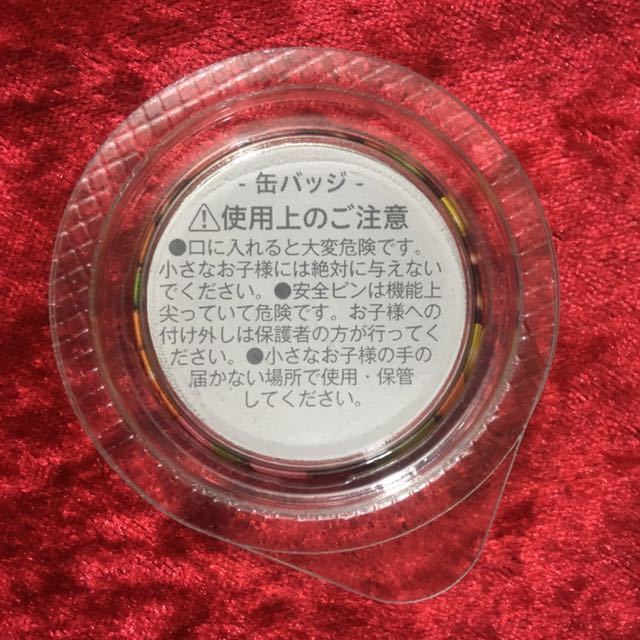 - 缶バッジ -
⚠使用上のご注意
●口に入れると大変危険です。
小さなお子様には絶対に与えない
でください。●安全ピンは機能上
尖っていて危険です。お子様への
付け外しは保護者の方が行ってく
ださい。●小さなお子様の手の
届かない場所で使用・保管
してください。